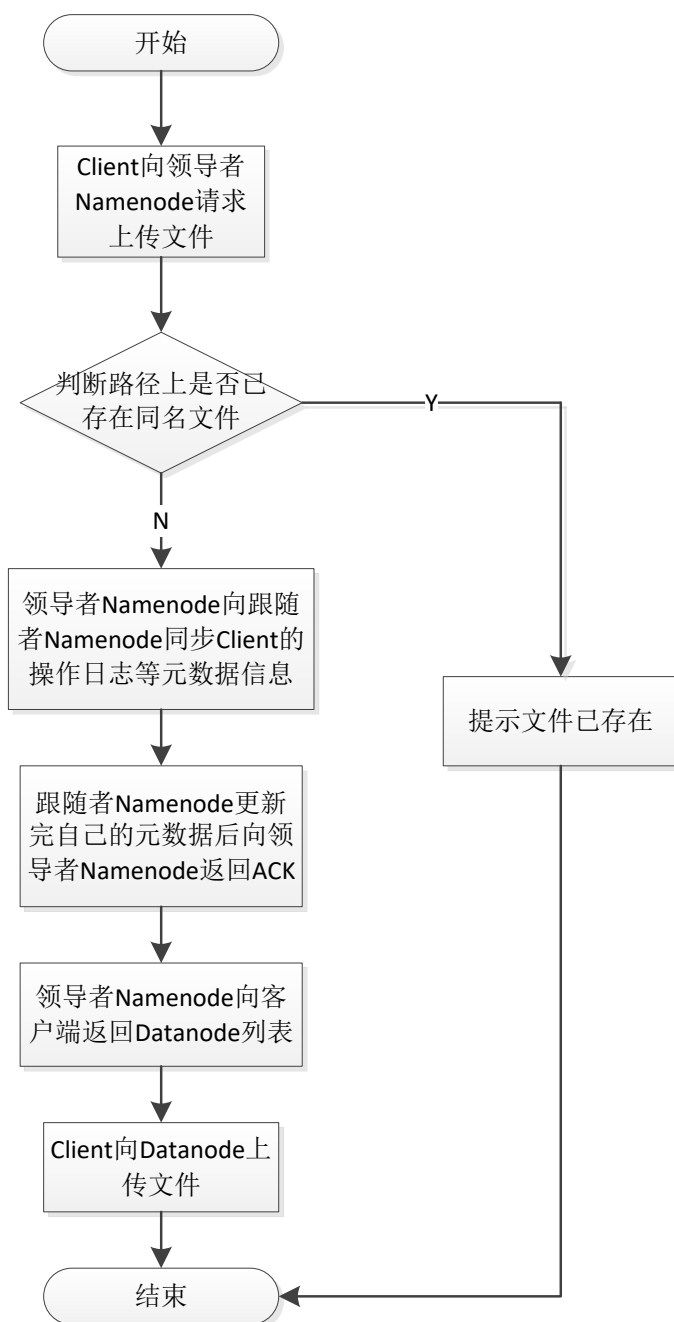 开始
Client向领导者
Namenode请求
上传文件
判断路径上是否已
存在同名文件
Y
N
领导者Namenode向跟随
者Namenode同步Client的
操作日志等元数据信息
提示文件已存在
跟随者Namenode更新
完自己的元数据后向领
导者Namenode返回ACK
领导者Namenode向客
户端返回Datanode列表
Client向Datanode上
传文件
结束